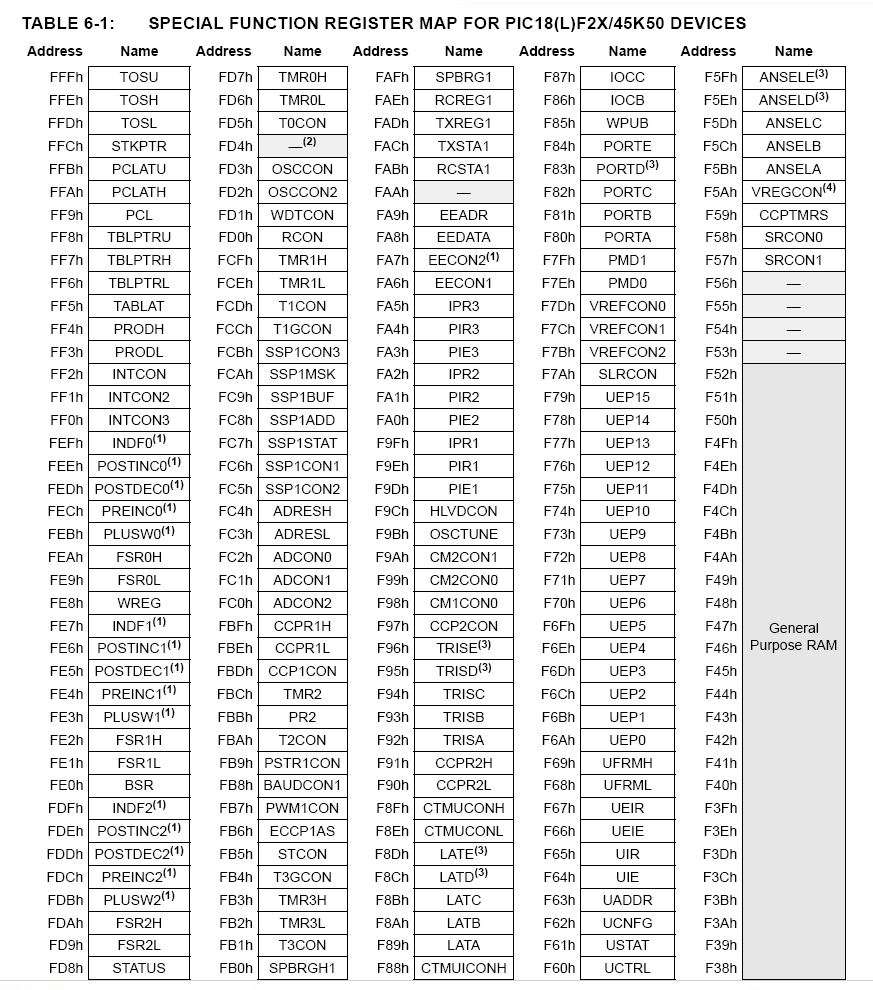 TABLE 6-1: SPECIAL FUNCTION REGISTER MAP FOR PIC18(L)F2X/45K50 DEVICES
Address Name Address Name Address Name Address Name Address Name
FFFh TOSU FD7h TMR0H FAFh SPBRG1 F87h IOCC F5Fh ANSELE(3)
FFEh TOSH FD6h TMR0L FAEh RCREG1 F86h IOCB F5Eh ANSELD(3)
FFDh TOSL FD5h T0CON FADh TXREG1 F85h WPUB F5Dh ANSELC
FFCh STKPTR FD4h —(2) FACh TXSTA1 F84h PORTE F5Ch ANSELB
FFBh PCLATU FD3h OSCCON FABh RCSTA1 F83h PORTD(3) F5Bh ANSELA
FFAh PCLATH FD2h OSCCON2 FAAh — F82h PORTC F5Ah VREGCON(4)
FF9h PCL FD1h WDTCON FA9h EEADR F81h PORTB F59h CCPTMRS
FF8h TBLPTRU FD0h RCON FA8h EEDATA F80h PORTA F58h SRCON0
FF7h TBLPTRH FCFh TMR1H FA7h EECON2(1) F7Fh PMD1 F57h SRCON1
FF6h TBLPTRL FCEh TMR1L FA6h EECON1 F7Eh PMD0 F56h —
FF5h TABLAT FCDh T1CON FA5h IPR3 F7Dh VREFCON0 F55h —
FF4h PRODH FCCh T1GCON FA4h PIR3 F7Ch VREFCON1 F54h —
FF3h PRODL FCBh SSP1CON3 FA3h PIE3 F7Bh VREFCON2 F53h —
FF2h INTCON FCAh SSP1MSK FA2h IPR2 F7Ah SLRCON F52h
FF1h INTCON2 FC9h SSP1BUF FA1h PIR2 F79h UEP15 F51h
FF0h INTCON3 FC8h SSP1ADD FA0h PIE2 F78h UEP14 F50h
FEFh INDF0(1) FC7h SSP1STAT F9Fh IPR1 F77h UEP13 F4Fh
FEEh POSTINC0(1) FC6h SSP1CON1 F9Eh PIR1 F76h UEP12 F4Eh
FEDh POSTDEC0(1) FC5h SSP1CON2 F9Dh PIE1 F75h UEP11 F4Dh
FECh PREINC0(1) FC4h ADRESH F9Ch HLVDCON F74h UEP10 F4Ch
FEBh PLUSW0(1) FC3h ADRESL F9Bh OSCTUNE F73h UEP9 F4Bh
FEAh FSR0H FC2h ADCON0 F9Ah CM2CON1 F72h UEP8 F4Ah
FE9h FSR0L FC1h ADCON1 F99h CM2CON0 F71h UEP7 F49h
FE8h WREG FC0h ADCON2 F98h CM1CON0 F70h UEP6 F48h
FE7h INDF1(1) FBFh CCPR1H F97h CCP2CON F6Fh UEP5 F47h General
FE6h POSTINC1(1) FBEh CCPR1L F96h TRISE(3) F6Eh UEP4 F46h Purpose RAM
FE5h POSTDEC1(1) FBDh CCP1CON F95h TRISD(3) F6Dh UEP3 F45h
FE4h PREINC1(1) FBCh TMR2 F94h TRISC F6Ch UEP2 F44h
FE3h PLUSW1(1) FBBh PR2 F93h TRISB F6Bh UEP1 F43h
FE2h FSR1H FBAh T2CON F92h TRISA F6Ah UEP0 F42h
FE1h FSR1L FB9h PSTR1CON F91h CCPR2H F69h UFRMH F41h
FE0h BSR FB8h BAUDCON1 F90h CCPR2L F68h UFRML F40h
FDFh INDF2(1) FB7h PWM1CON F8Fh CTMUCONH F67h UEIR F3Fh
FDEh POSTINC2(1) FB6h ECCP1AS F8Eh CTMUCONL F66h UEIE F3Eh
FDDh POSTDEC2(1) FB5h STCON F8Dh LATE(3) F65h UIR F3Dh
FDCh PREINC2(1) FB4h T3GCON F8Ch LATD(3) F64h UIE F3Ch
FDBh PLUSW2(1) FB3h TMR3H F8Bh LATC F63h UADDR F3Bh
FDAh FSR2H FB2h TMR3L F8Ah LATB F62h UCNFG F3Ah
FD9h FSR2L FB1h T3CON F89h LATA F61h USTAT F39h
FD8h STATUS FB0h SPBRGH1 F88h CTMUICONH F60h UCTRL F38h